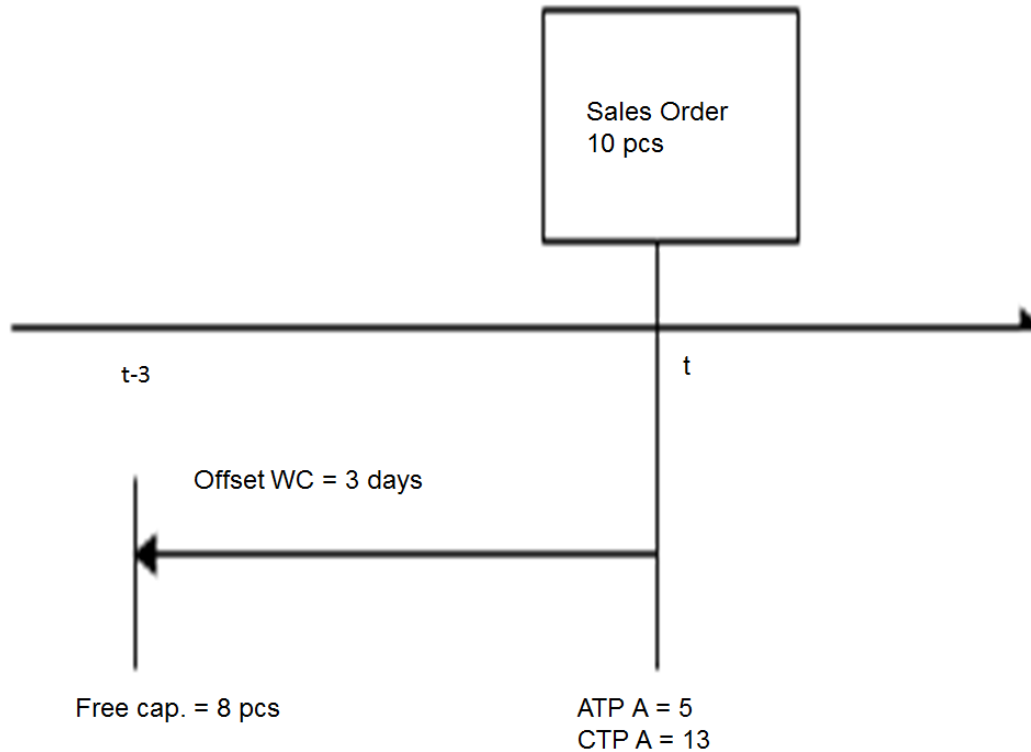 Sales Order
10 pcs
t-3
t
Offset WC = 3 days
Free cap. = 8 pcs
ATP A = 5
CTP A = 13